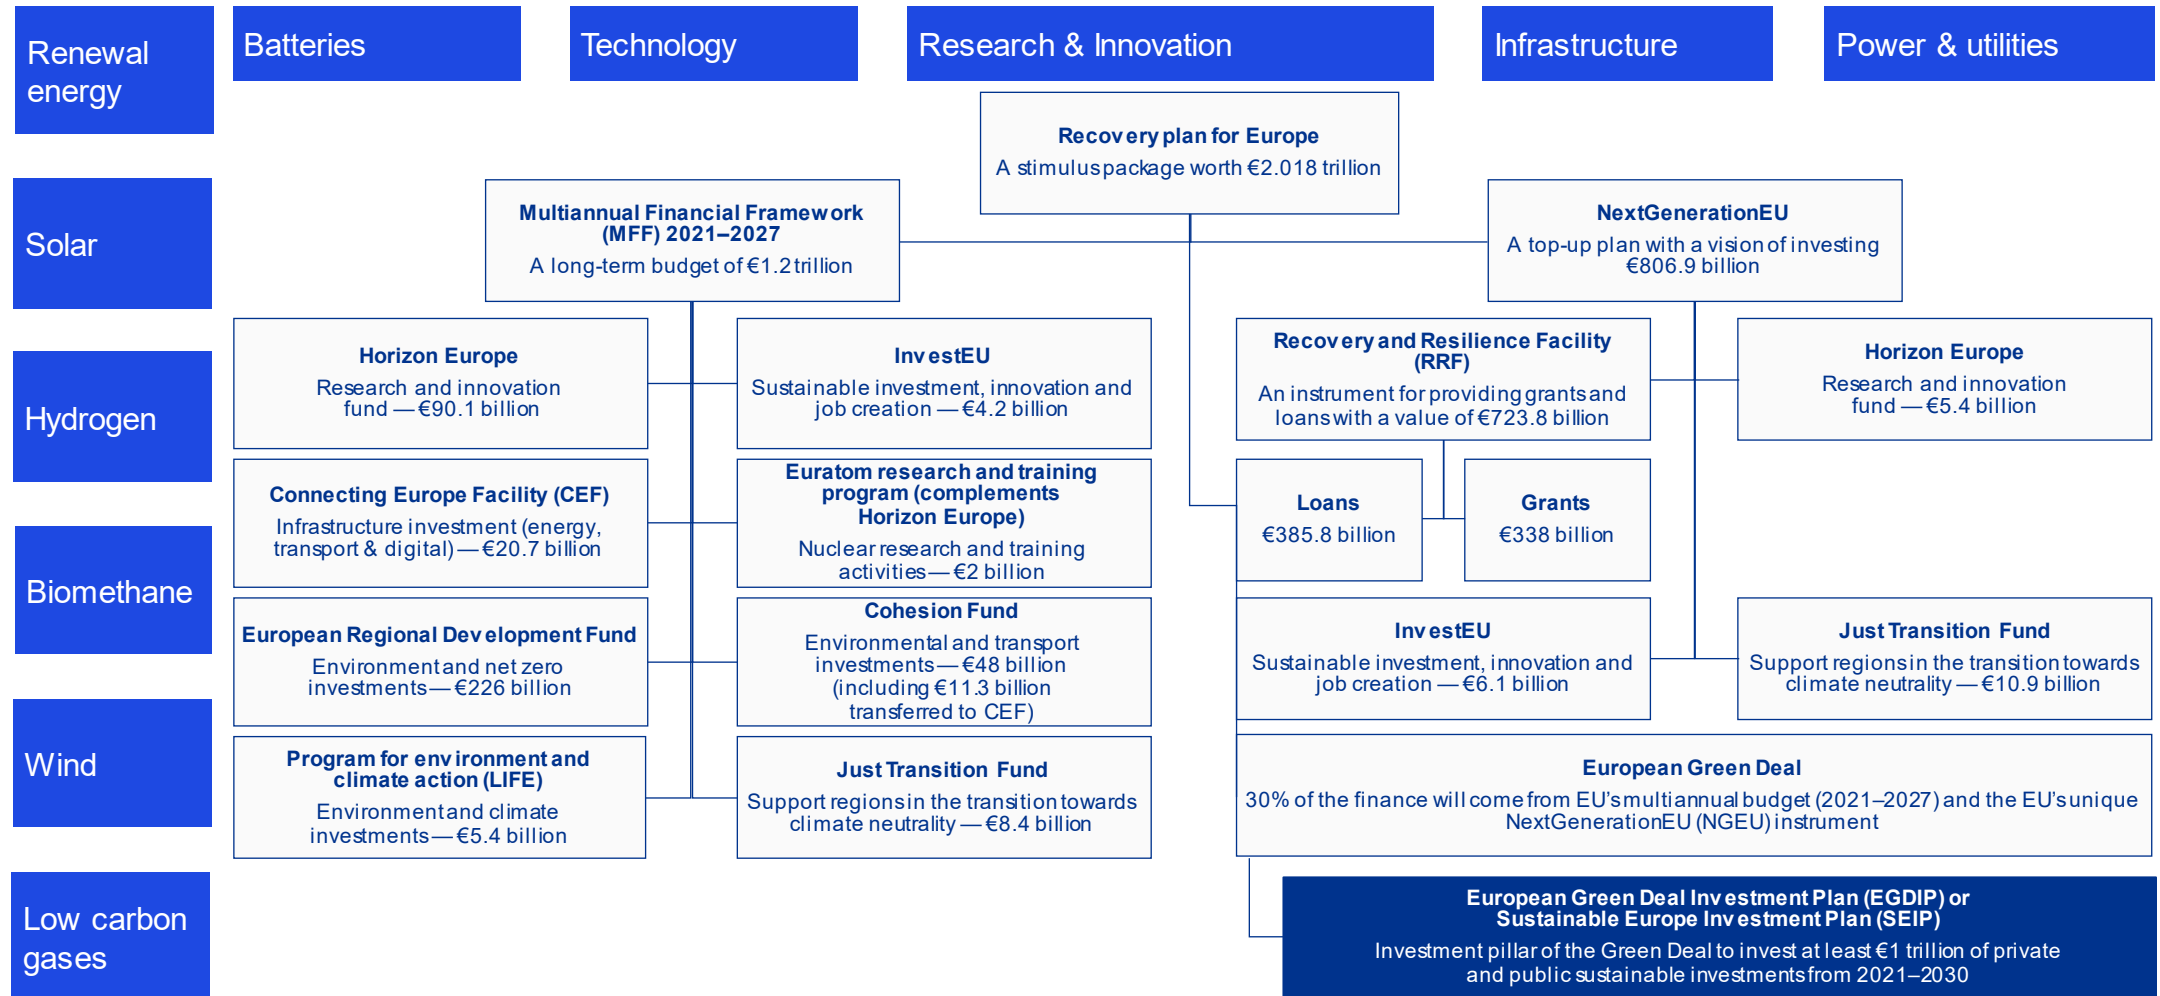 Renewal
energy
Batteries
Technology
Research & Innovation
Infrastructure
Power & utilities
Recovery plan for Europe
A stimulus package worth €2.018 trillion
Multiannual Financial Framework
(MFF) 2021–2027
A long-term budget of €1.2 trillion
NextGenerationEU
A top-up plan with a vision of investing
€806.9 billion
Solar
Horizon Europe
Research and innovation
fund — €90.1 billion
InvestEU
Sustainable investment, innovation and
job creation — €4.2 billion
Recovery and Resilience Facility
(RRF)
An instrument for providing grants and
loans with a value of €723.8 billion
Horizon Europe
Research and innovation
fund — €5.4 billion
Hydrogen
Connecting Europe Facility (CEF)
Infrastructure investment (energy,
transport & digital) — €20.7 billion
Euratom research and training
program (complements
Horizon Europe)
Nuclear research and training
activities — €2 billion
Loans
€385.8 billion
Grants
€338 billion
Biomethane
European Regional Development Fund
Environment and net zero
investments — €226 billion
Cohesion Fund
Environmental and transport
investments — €48 billion
(including €11.3 billion
transferred to CEF)
InvestEU
Sustainable investment, innovation and
job creation — €6.1 billion
Just Transition Fund
Support regions in the transition towards
climate neutrality — €10.9 billion
Wind
Program for environment and
climate action (LIFE)
Environment and climate
investments — €5.4 billion
Just Transition Fund
Support regions in the transition towards
climate neutrality — €8.4 billion
European Green Deal
30% of the finance will come from EU's multiannual budget (2021–2027) and the EU's unique
NextGenerationEU (NGEU) instrument
Low carbon
gases
European Green Deal Investment Plan (EGDIP) or
Sustainable Europe Investment Plan (SEIP)
Investment pillar of the Green Deal to invest at least €1 trillion of private
and public sustainable investments from 2021–2030